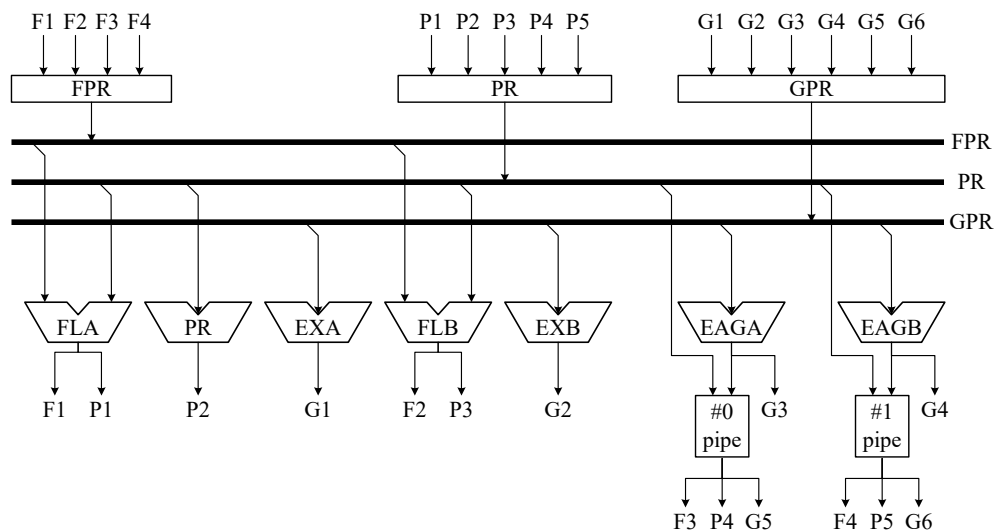 F1 F2 F3 F4 P1 P2 P3 P4 P5 G1 G2 G3 G4 G5 G6
FPR PR GPR
FPR
PR
GPR
FLA PR EXA FLB EXB EAGA EAGB
F1 P1 P2 G1 F2 P3 G2 #0 G3 #1 G4
pipe pipe
F3 P4 G5 F4 P5 G6